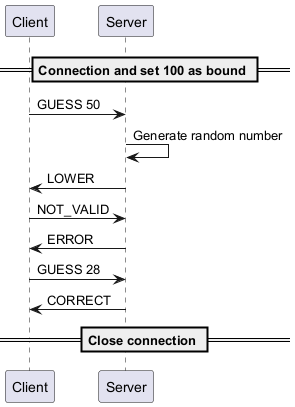 Client Server
Connection and set 100 as bound
GUESS 50
Generate random number
LOWER
NOT_VALID
ERROR
GUESS 28
CORRECT
Close connection
Client Server